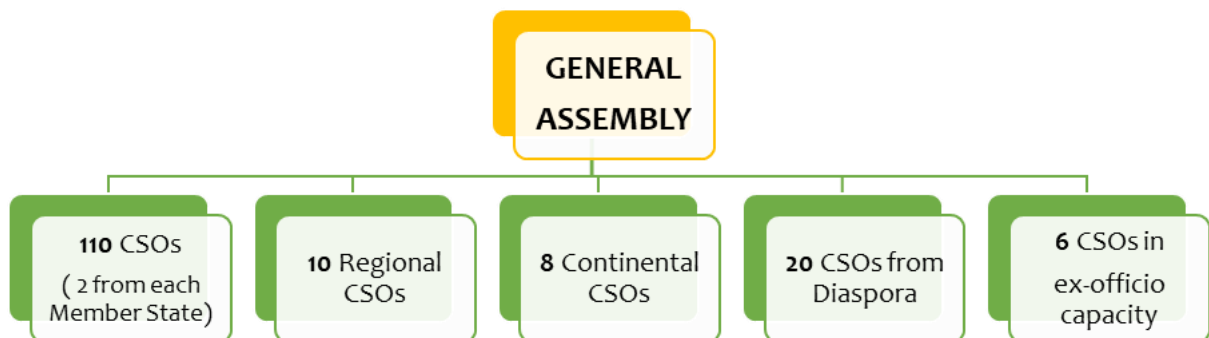 GENERAL
ASSEMBLY
110 CSOs
( 2 from each
Member State)
10 Regional
CSOs
8 Continental
CSOs
20 CSOs from
Diaspora
6 CSOs in
ex-officio
capacity